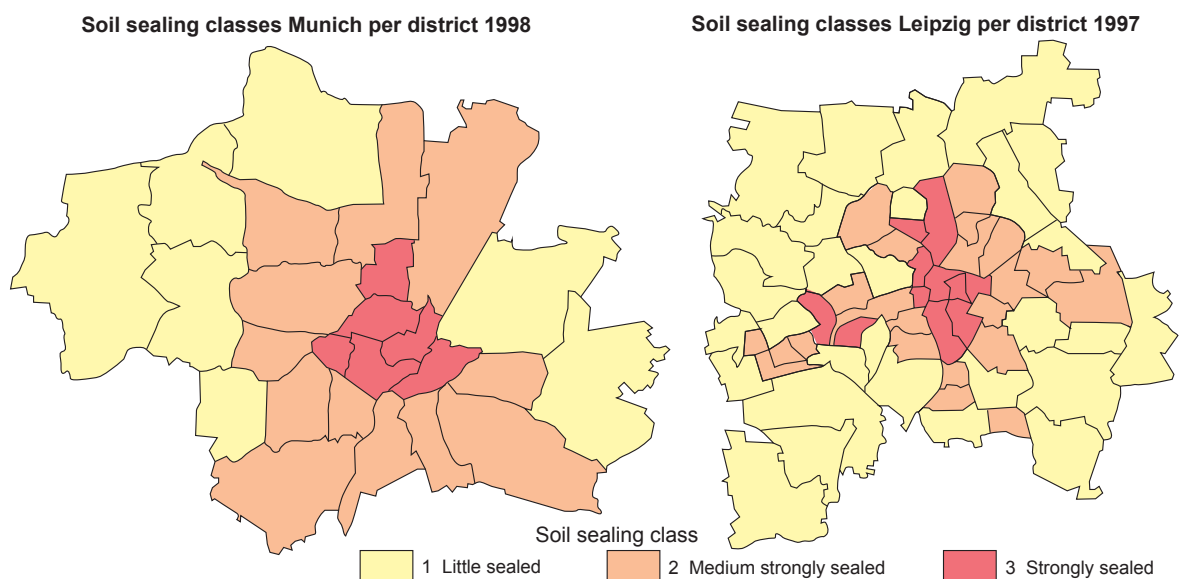 Soil sealing classes Munich per district 1998
Soil sealing classes Leipzig per district 1997
Soil sealing class
1 Little sealed
2 Medium strongly sealed
3 Strongly sealed